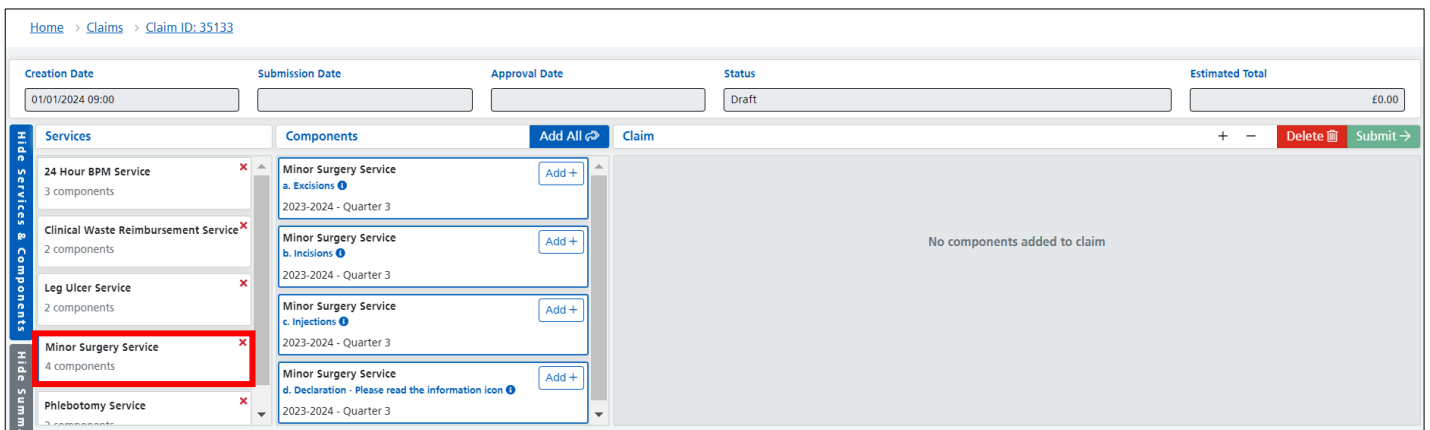 Home > Claims > Claim ID: 35133
Creation Date
Submission Date
Approval Date
Status
Estimated Total
01/01/2024 09:00
Draft
£0.00
Hide Services & Components
Hide Summ
Services
24 Hour BPM Service
3 components
Clinical Waste Reimbursement Service
2 components
Leg Ulcer Service
2 components
Minor Surgery Service
4 components
Phlebotomy Service
components
Components
Add All
Minor Surgery Service
a. Excisions
2023-2024 - Quarter 3
Add +
Minor Surgery Service
b. Incisions
2023-2024 - Quarter 3
Add +
Minor Surgery Service
c. Injections
2023-2024 - Quarter 3
Add +
Minor Surgery Service
d. Declaration - Please read the information icon
2023-2024 - Quarter 3
Add +
Claim
+ −
Delete
Submit →
No components added to claim